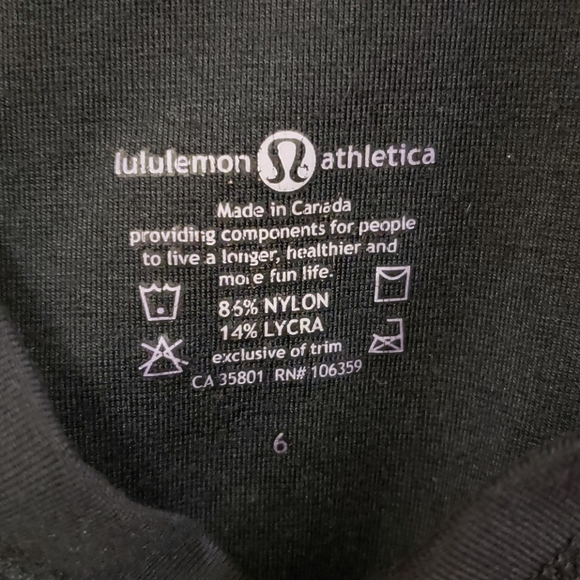 lululemon athletica
Made in Canada
providing components for people
to live a longer, healthier and
more fun life.
86% NYLON
14% LYCRA
exclusive of trim
CA 35801 RN# 106359
6